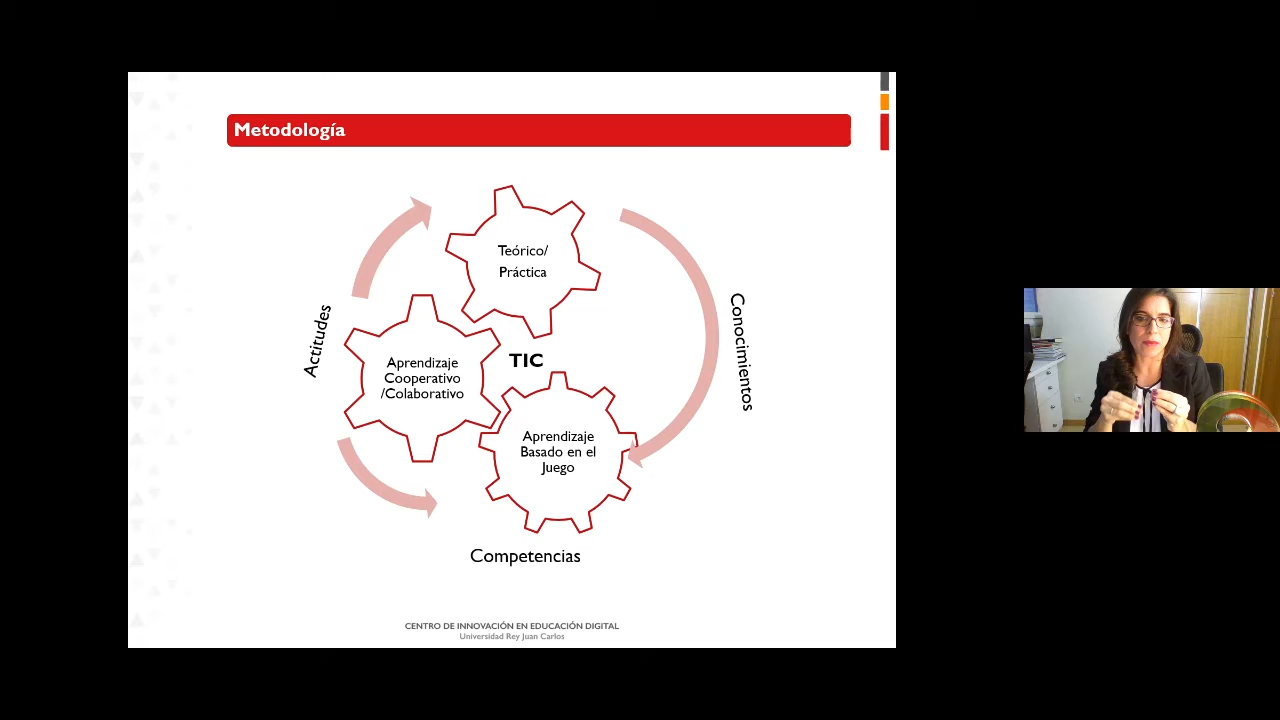 Metodología
Teórico/
Práctica
Actitudes
Conocimientos
Aprendizaje
Cooperativo
/Colaborativo
TIC
Aprendizaje
Basado en el
Juego
Competencias
CENTRO DE INNOVACIÓN EN EDUCACIÓN DIGITAL
Universidad Rey Juan Carlos